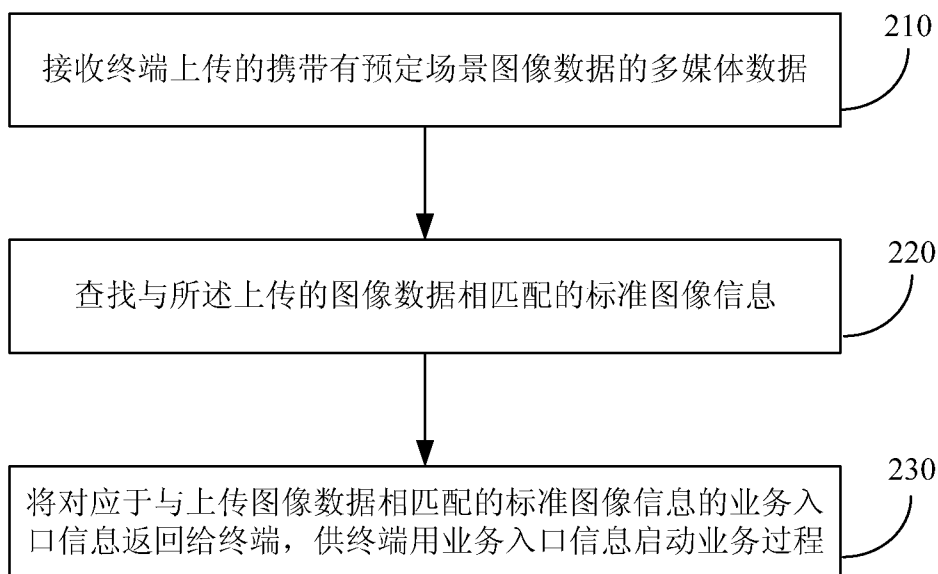 210
接收终端上传的携带有预定场景图像数据的多媒体数据
220
查找与所述上传的图像数据相匹配的标准图像信息
230
将对应于与上传图像数据相匹配的标准图像信息的业务入
口信息返回给终端，供终端用业务入口信息启动业务过程